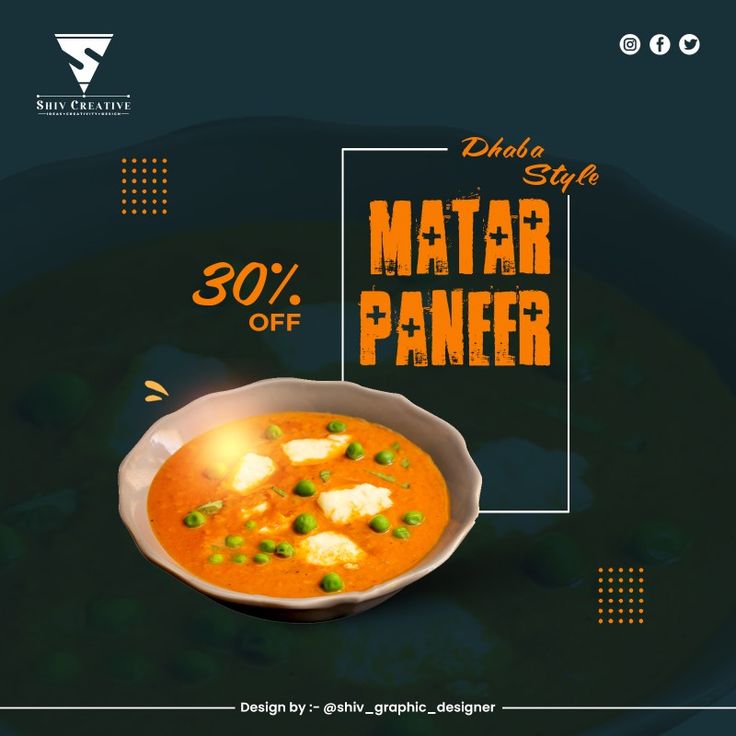 SHIV CREATIVE
IDEAS•CREATIVITY•DESIGN
Dhaba
Style
MATAR
PANEER
30%
OFF
Design by :- @shiv_graphic_designer